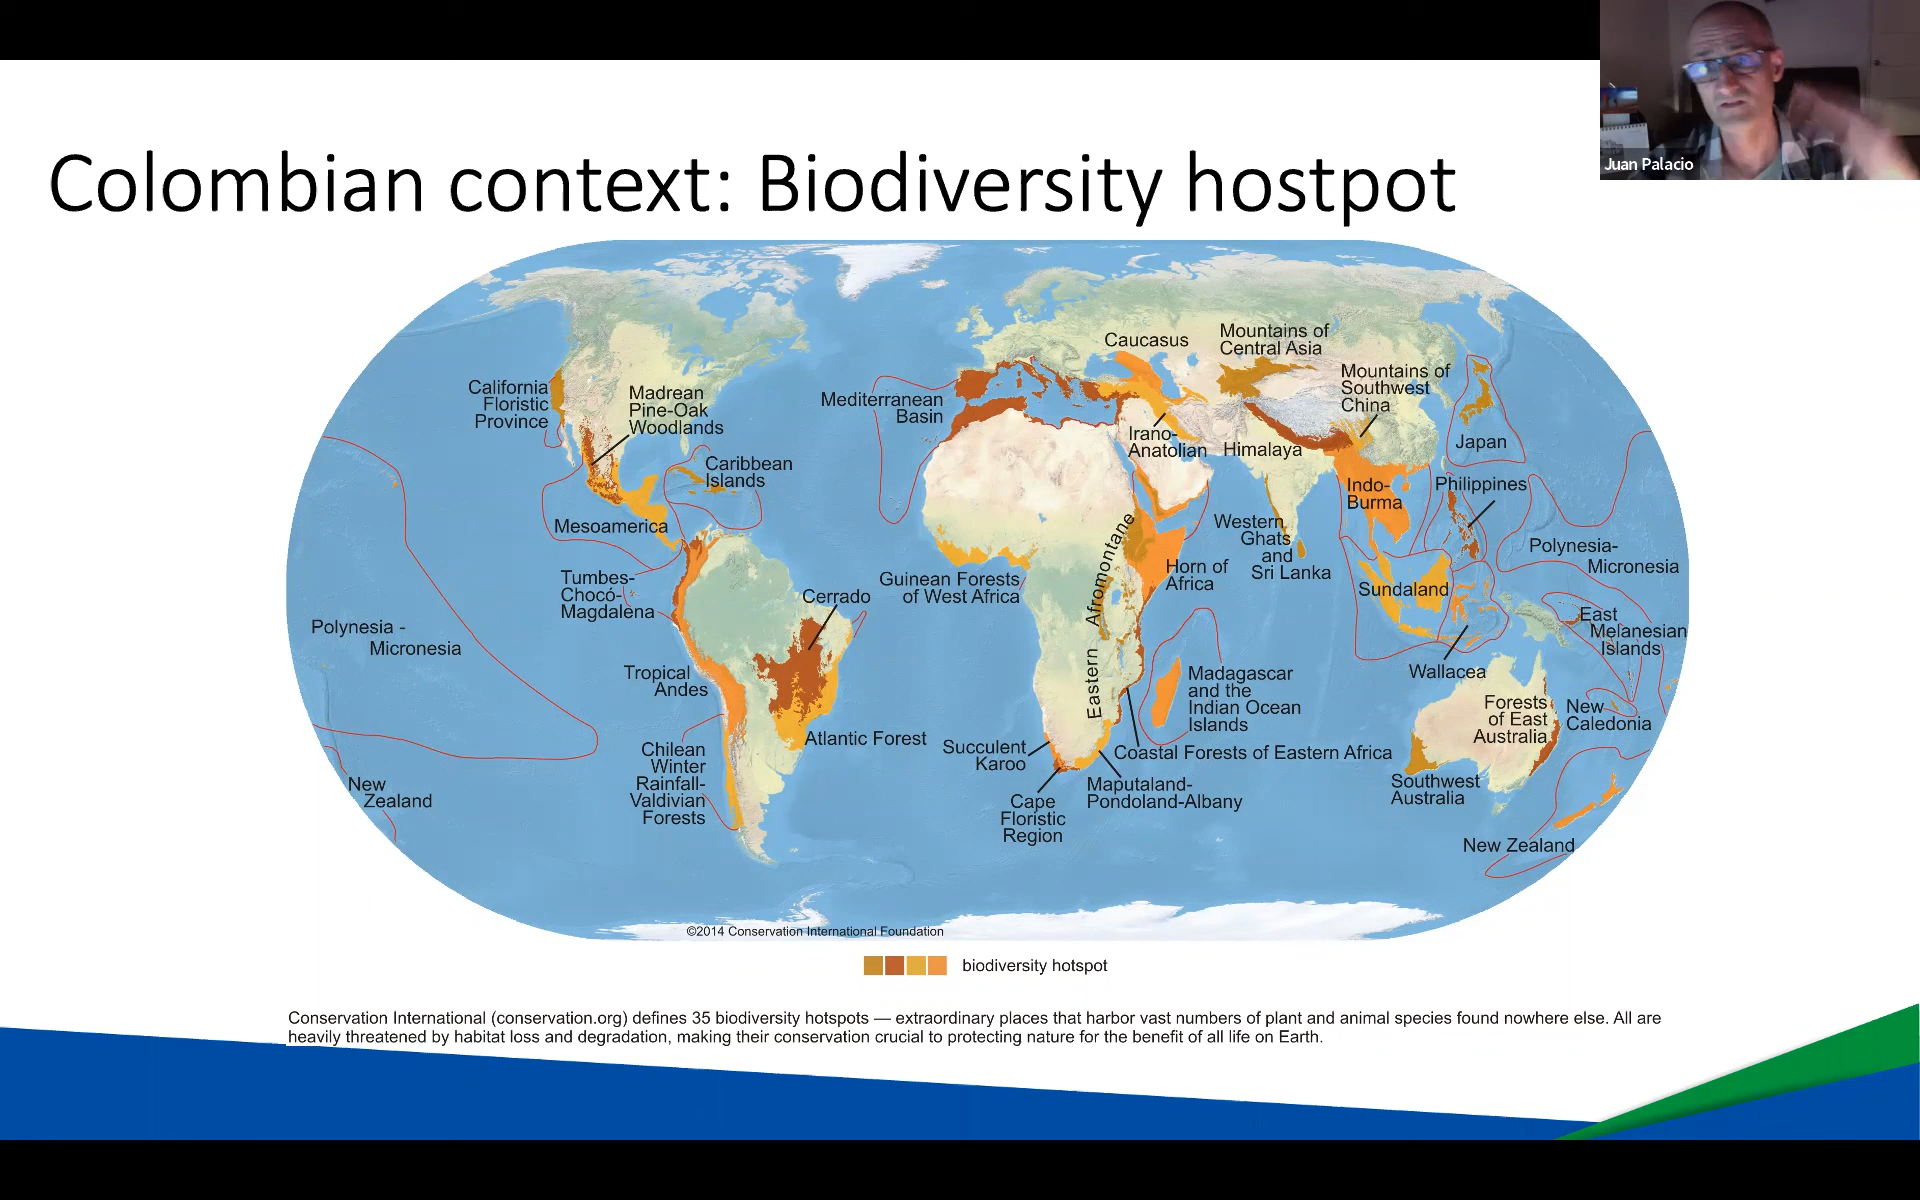 Juan Palacio
Colombian context: Biodiversity hostpot
Caucasus
Mountains of
Central Asia
Mountains of
Southwest
China
California
Floristic
Province
Madrean
Pine-Oak
Woodlands
Mediterranean
Basin
Irano-
Anatolian
Himalaya
Japan
Caribbean
Islands
Indo-
Burma
Philippines
Mesoamerica
Western
Ghats
and
Sri Lanka
Polynesia-
Micronesia
Tumbes-
Chocó-
Magdalena
Cerrado
Guinean Forests
of West Africa
Eastern Afromontane
Horn of
Africa
Sundaland
East
Melanesian
Islands
Polynesia -
Micronesia
Tropical
Andes
Madagascar
and the
Indian Ocean
Islands
Wallacea
Forests
of East
Australia
New
Caledonia
Atlantic Forest
Chilean
Winter
Rainfall-
Valdivian
Forests
Succulent
Karoo
Coastal Forests of Eastern Africa
New
Zealand
Cape
Floristic
Region
Maputaland-
Pondoland-Albany
Southwest
Australia
New Zealand
©2014 Conservation International Foundation
biodiversity hotspot
Conservation International (conservation.org) defines 35 biodiversity hotspots — extraordinary places that harbor vast numbers of plant and animal species found nowhere else. All are
heavily threatened by habitat loss and degradation, making their conservation crucial to protecting nature for the benefit of all life on Earth.